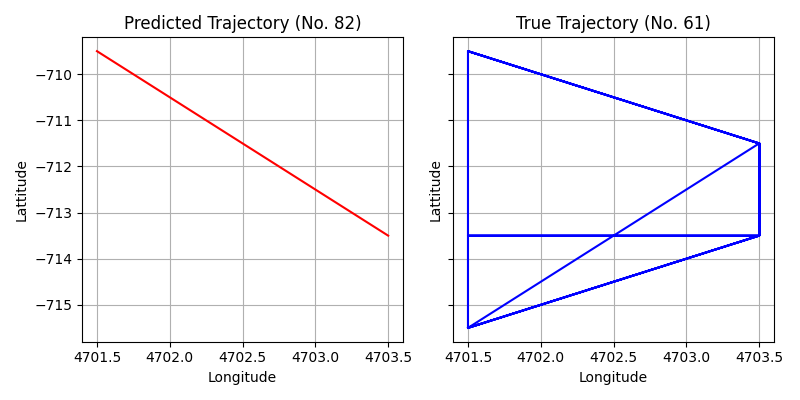 Predicted Trajectory (No. 82)
Lattitude
−710
−711
−712
−713
−714
−715
4701.5 4702.0 4702.5 4703.0 4703.5
Longitude
True Trajectory (No. 61)
Lattitude
4701.5 4702.0 4702.5 4703.0 4703.5
Longitude